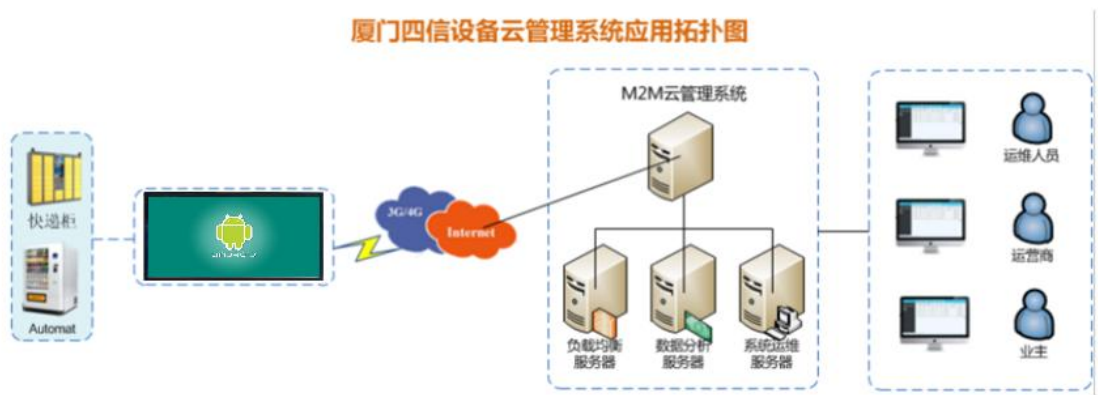 厦门四信设备云管理系统应用拓扑图
M2M云管理系统
运维人员
快递柜
3G/4G
Internet
运营商
Automat
负载均衡
服务器
数据分析
服务器
系统运维
服务器
业主